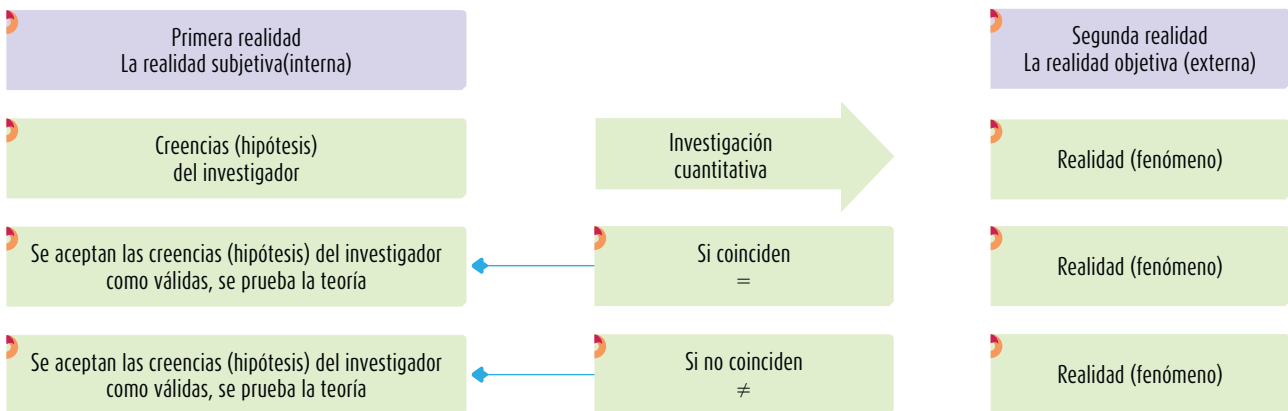 Primera realidad
La realidad subjetiva(interna)
Segunda realidad
La realidad objetiva (externa)
Creencias (hipótesis)
del investigador
Investigación
cuantitativa
Realidad (fenómeno)
Se aceptan las creencias (hipótesis) del investigador
como válidas, se prueba la teoría
Si coinciden
=
Realidad (fenómeno)
Se aceptan las creencias (hipótesis) del investigador
como válidas, se prueba la teoría
Si no coinciden
≠
Realidad (fenómeno)